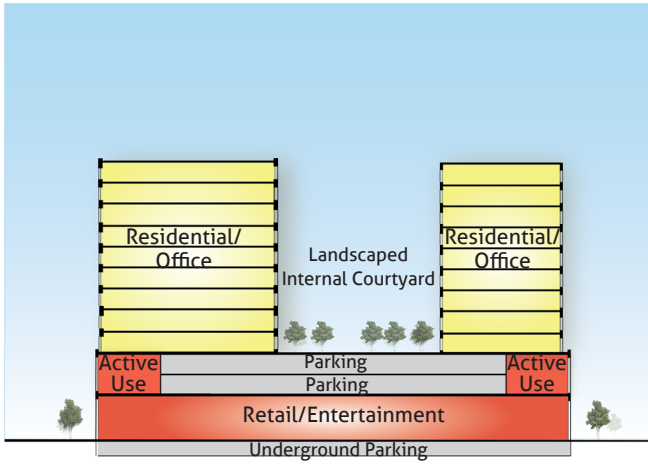 Residential/
Office
Landscaped
Internal Courtyard
Residential/
Office
Active
Use
Parking
Parking
Active
Use
Retail/Entertainment
Underground Parking